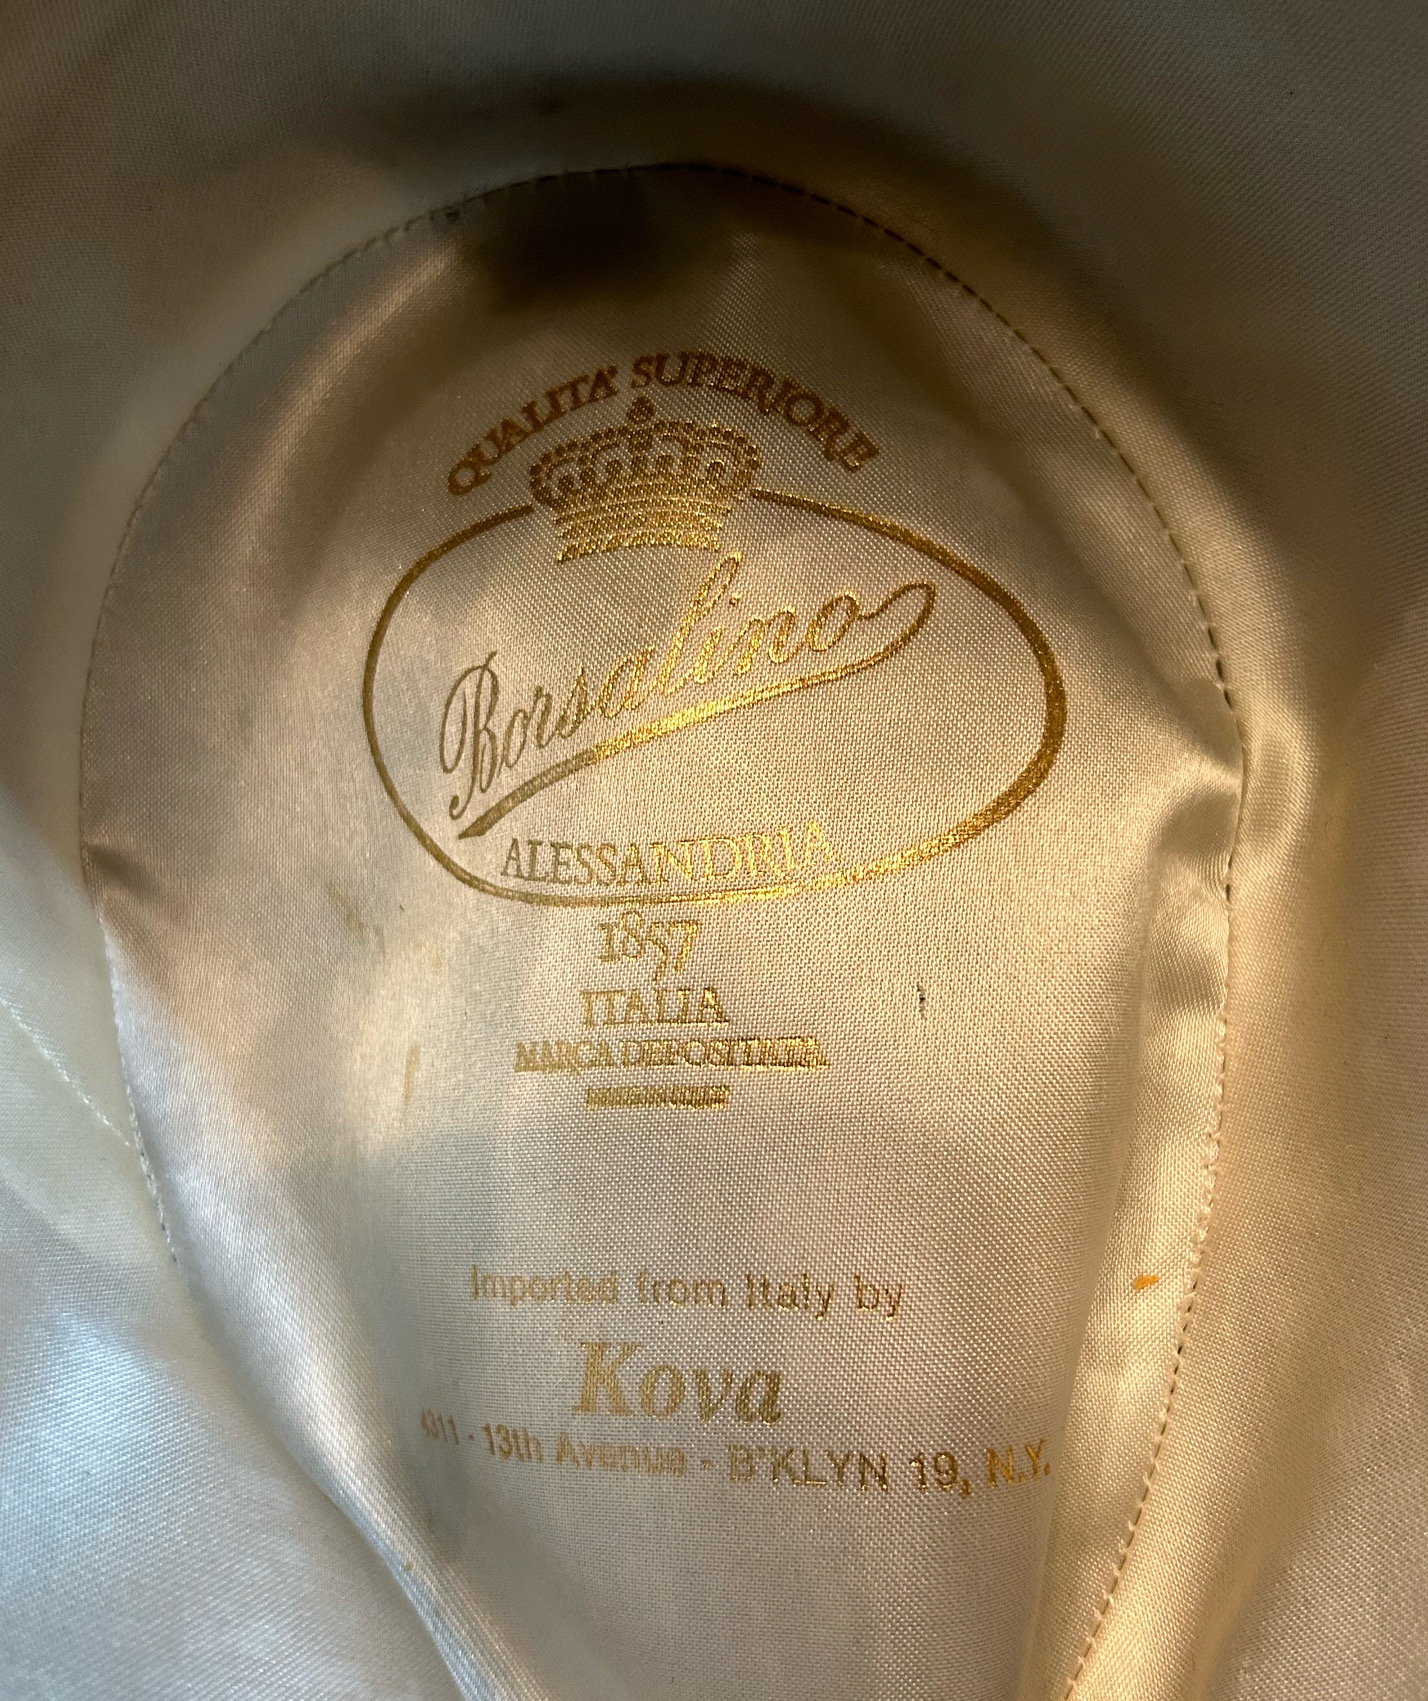 QUALITA' SUPERIORE
Borsalino
ALESSANDRIA
1857
ITALIA
MARCA DEPOSITATA
Imported from Italy by
Kova
4311 - 13th Avenue - B'KLYN 19, N.Y.